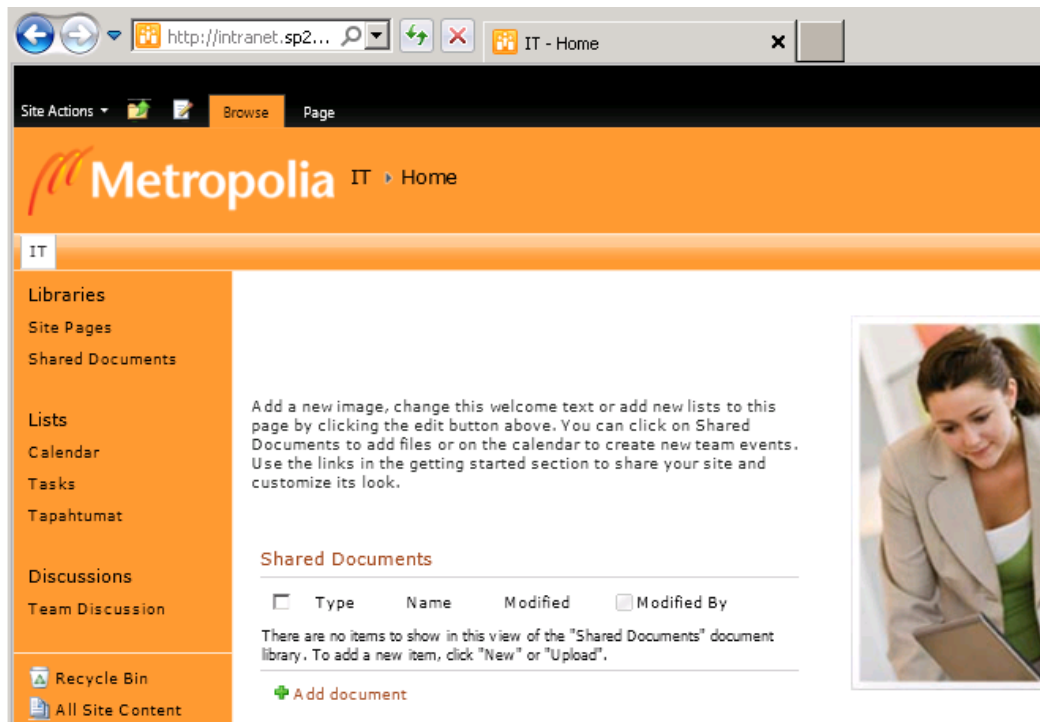 http://intranet.sp2...
IT - Home
Site Actions
Browse
Page
Metropolia IT Home
IT
Libraries
Site Pages
Shared Documents
Lists
Calendar
Tasks
Tapahtumat
Discussions
Team Discussion
Recycle Bin
All Site Content
Add a new image, change this welcome text or add new lists to this
page by clicking the edit button above. You can click on Shared
Documents to add files or on the calendar to create new team events.
Use the links in the getting started section to share your site and
customize its look.
Shared Documents
Type Name Modified Modified By
There are no items to show in this view of the "Shared Documents" document
library. To add a new item, click "New" or "Upload".
Add document